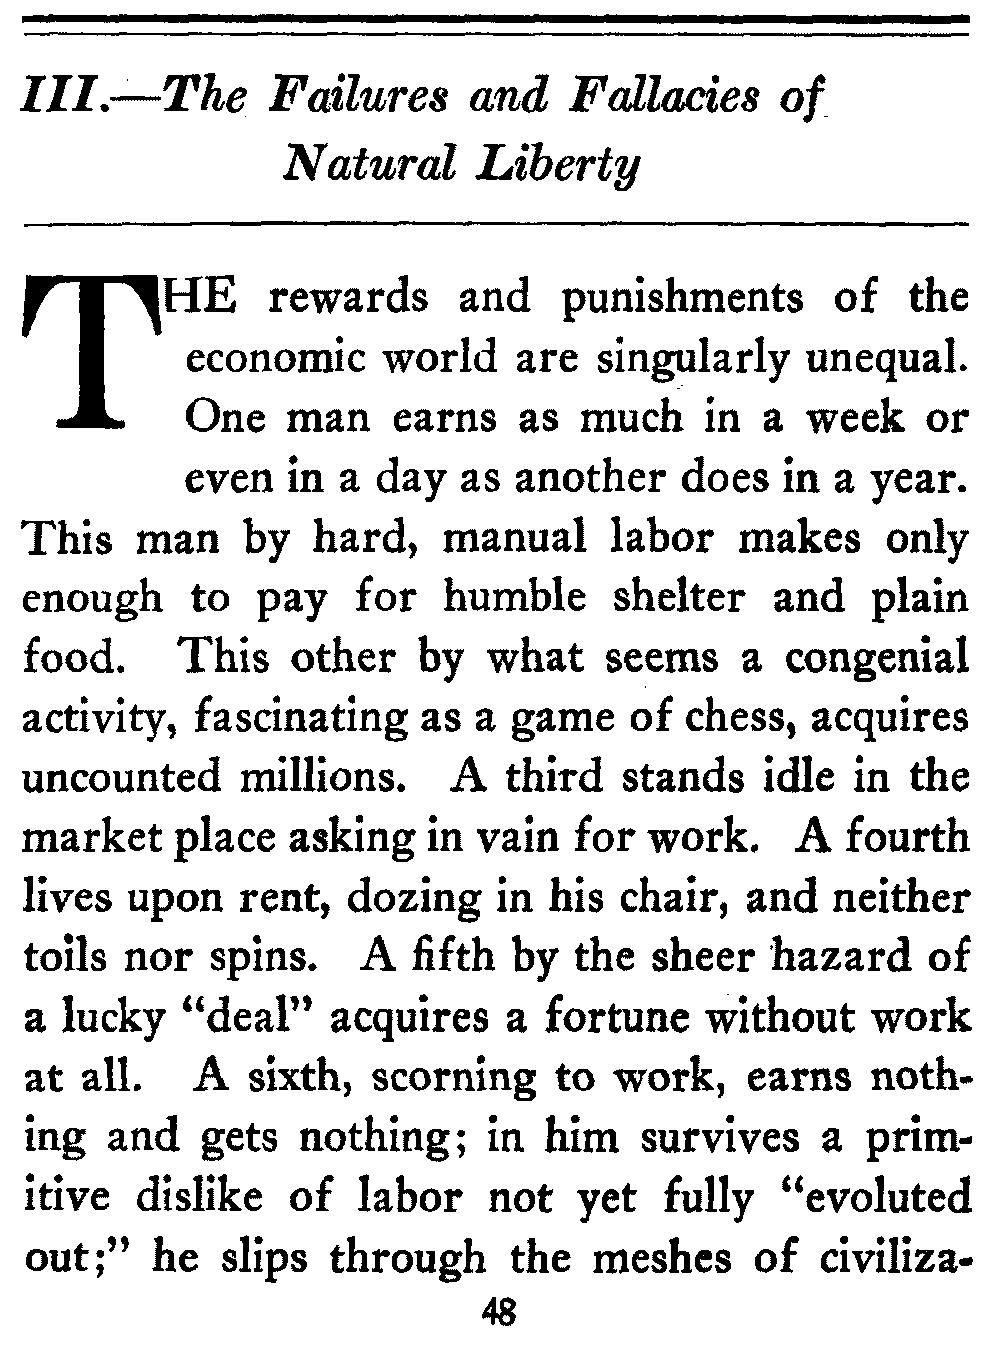 III.—The Failures and Fallacies of
Natural Liberty
THE rewards and punishments of the
economic world are singularly unequal.
One man earns as much in a week or
even in a day as another does in a year.
This man by hard, manual labor makes only
enough to pay for humble shelter and plain
food. This other by what seems a congenial
activity, fascinating as a game of chess, acquires
uncounted millions. A third stands idle in the
market place asking in vain for work. A fourth
lives upon rent, dozing in his chair, and neither
toils nor spins. A fifth by the sheer hazard of
a lucky “deal” acquires a fortune without work
at all. A sixth, scorning to work, earns noth-
ing and gets nothing; in him survives a prim-
itive dislike of labor not yet fully “evoluted
out;” he slips through the meshes of civiliza-
48